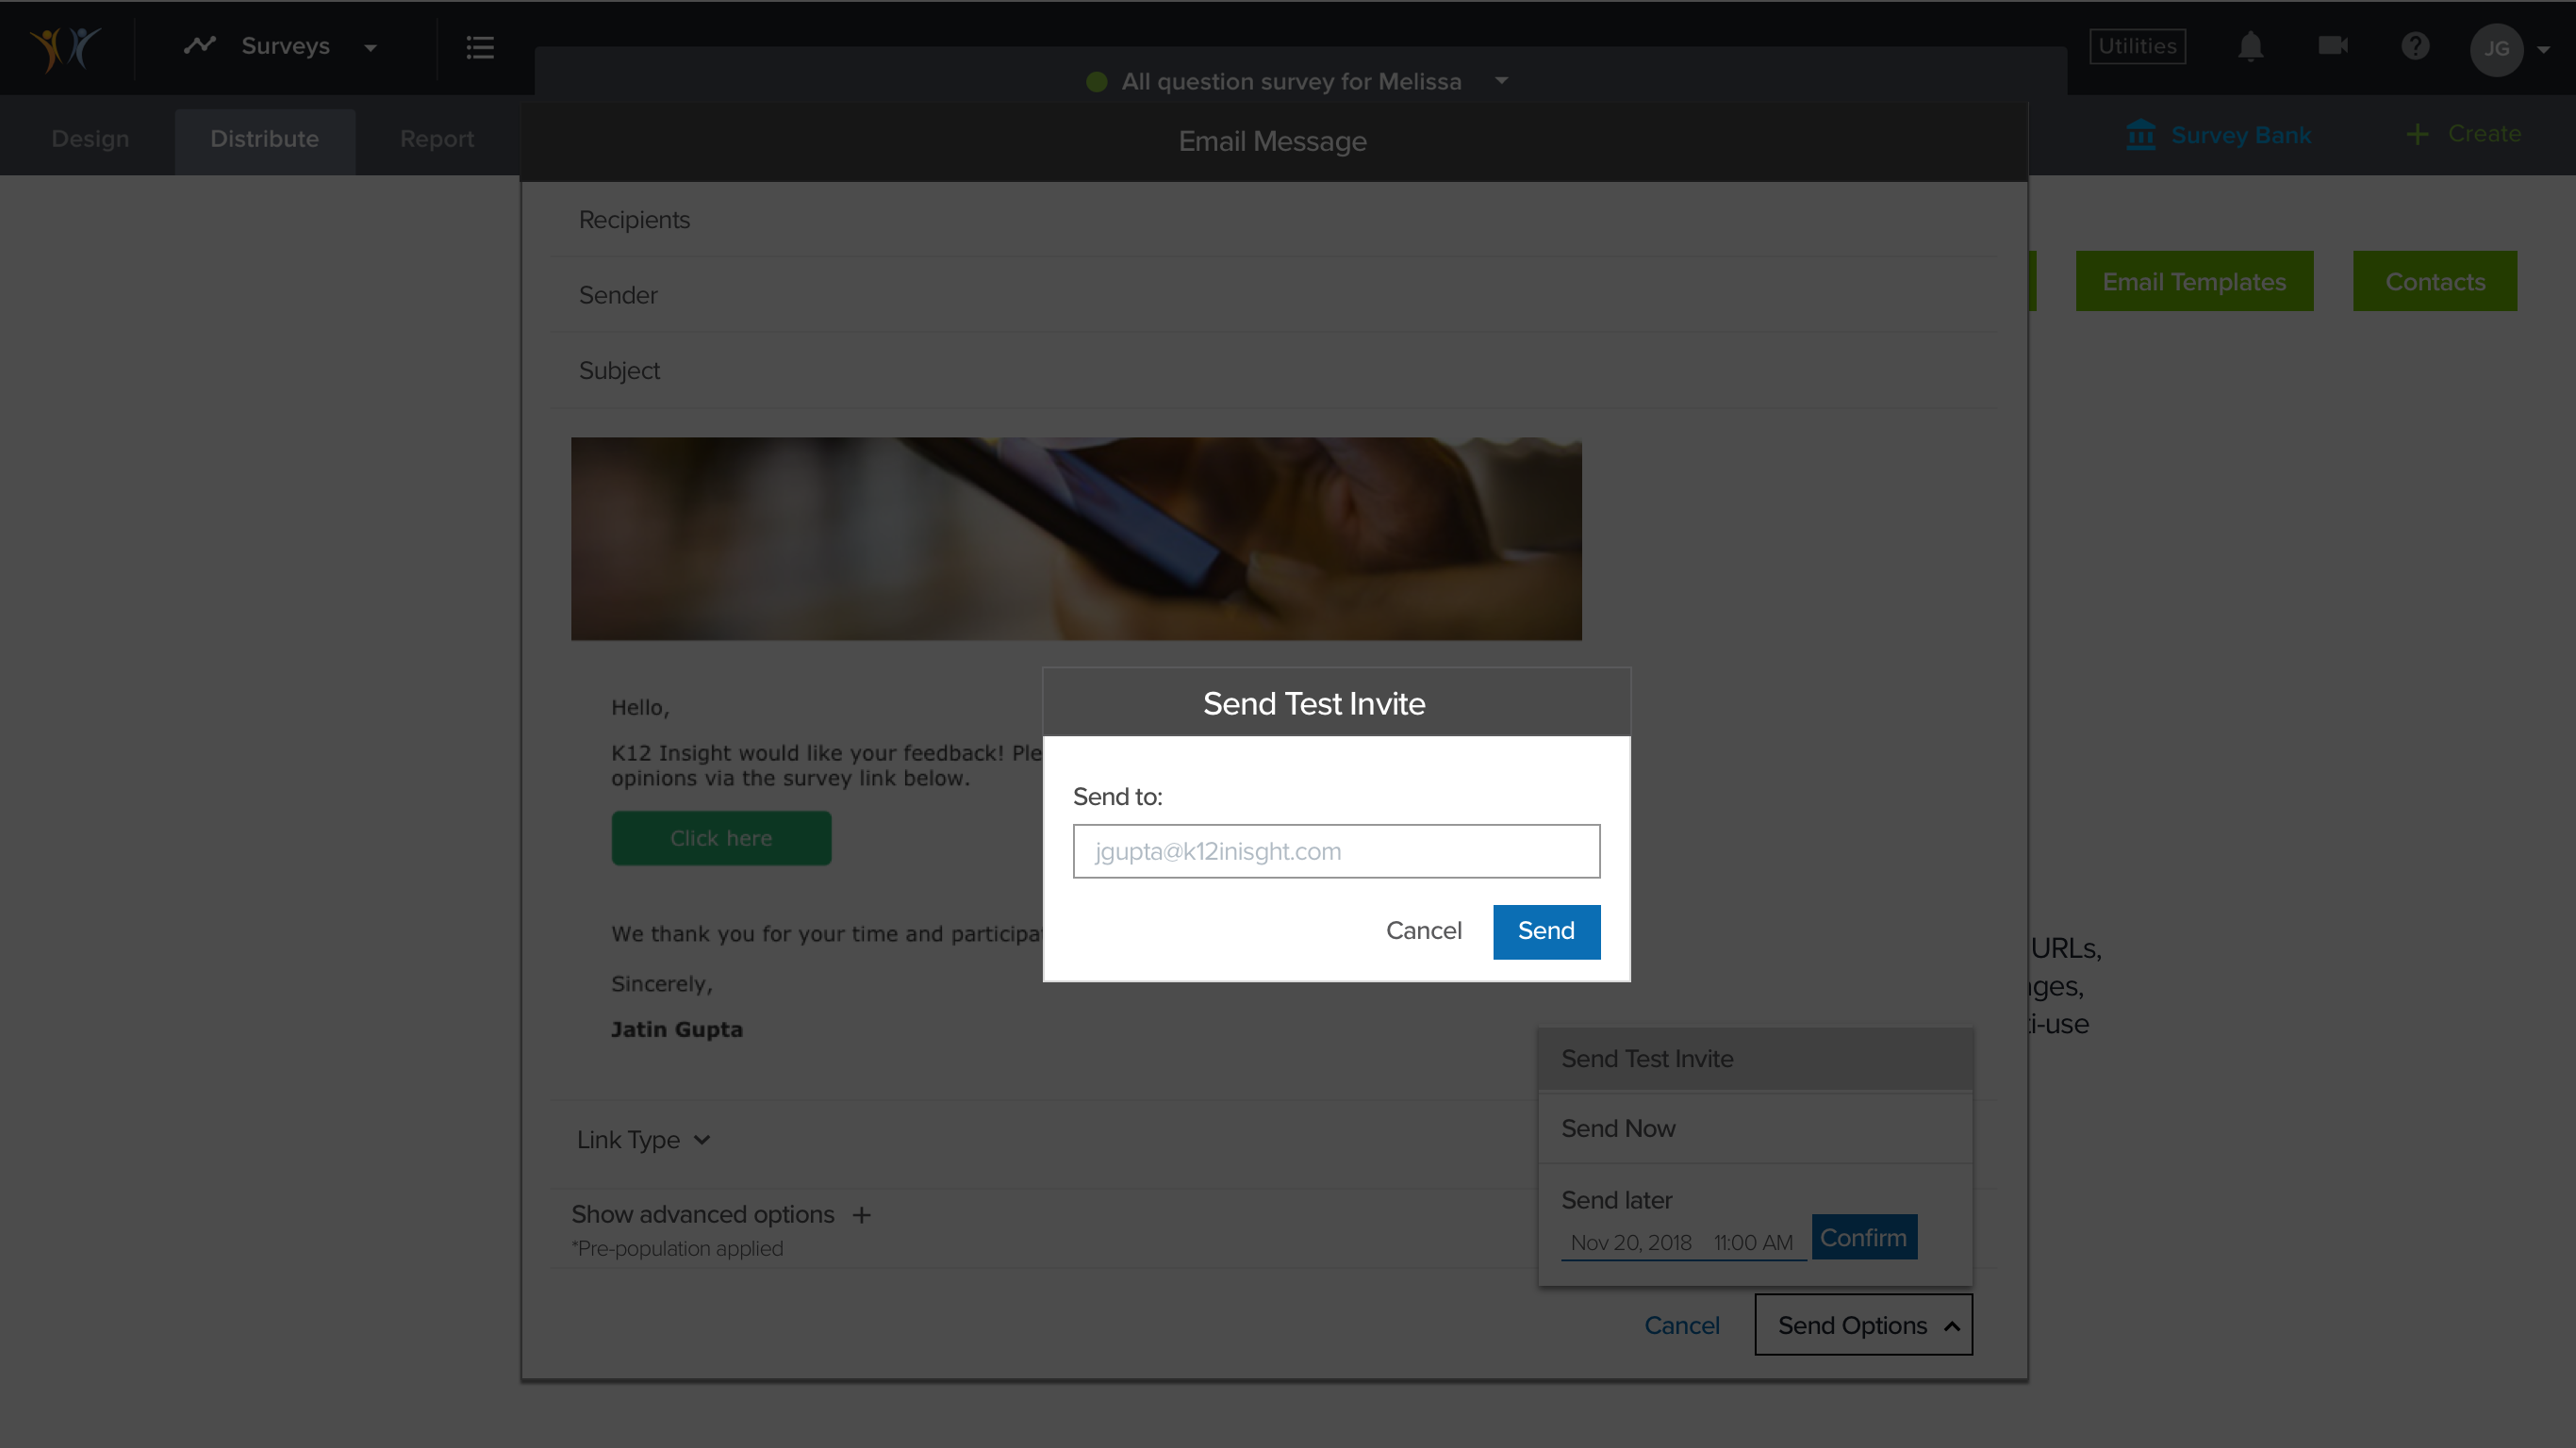 Surveys
All question survey for Melissa
Utilities
JG
Design
Distribute
Report
Email Message
Survey Bank
Create
Recipients
Sender
Email Templates
Contacts
Subject
Send Test Invite
Hello,
K12 Insight would like your feedback!
opinions via the survey link below.
Send to:
jgupta@k12inisght.com
Click here
Cancel
Send
We thank you for your time and
URLs,
Sincerely,
Jatin Gupta
Send Test Invite
Send Now
Link Type
Send later
Nov 20, 2018 11:00 AM
Confirm
Show advanced options
*Pre-population applied
Cancel
Send Options